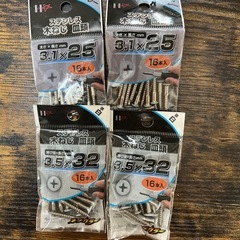 ステンレス
木ねじ 皿頭
3.1×25
16本入
ステンレス
木ねじ 皿頭
3.1×25
16本入
ステンレス
木ねじ 皿頭
3.5×32
16本入
ステンレス
木ねじ 皿頭
3.5×32
16本入